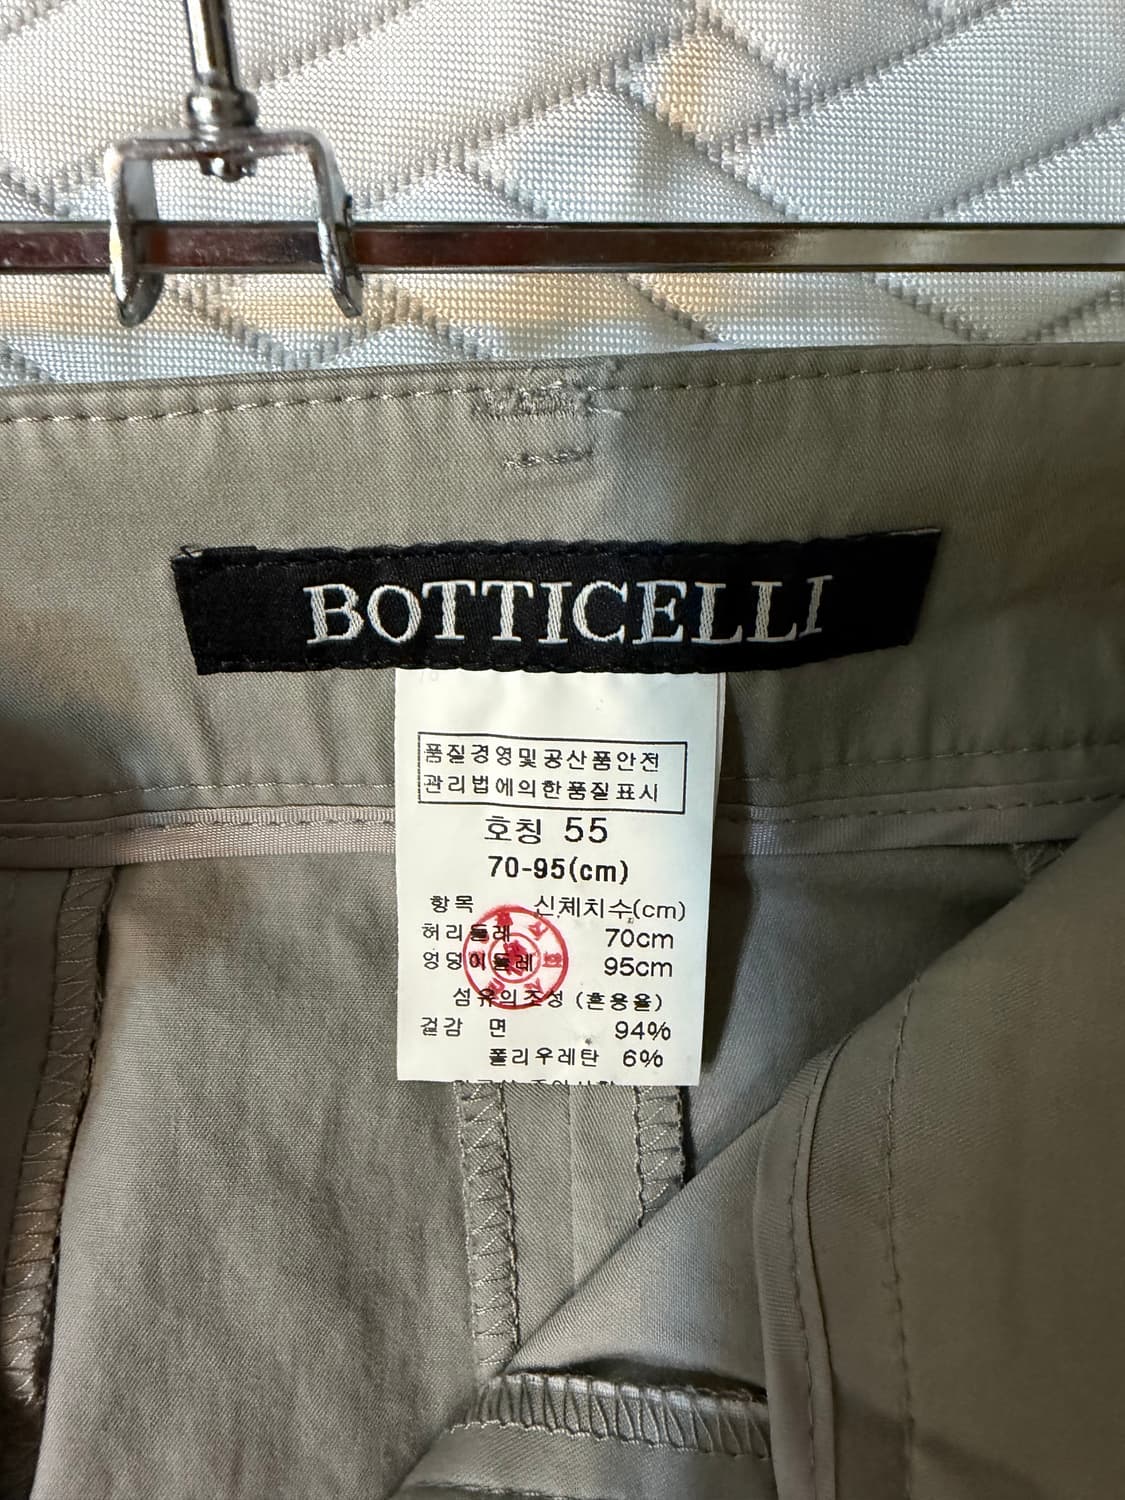 BOTTICELLI
품질경영및공산품안전
관리법에의한품질표시
호칭 55
70-95(cm)
항목 신체치수(cm)
허리둘레 70cm
엉덩이둘레 95cm
섬유의조성 (혼용율)
겉감 면 94%
폴리우레탄 6%